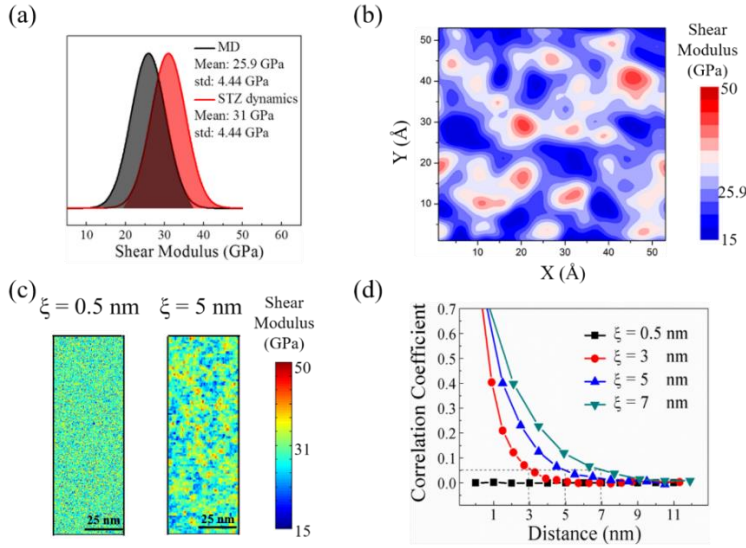 (a)
MD
Mean: 25.9 GPa
std: 4.44 GPa
STZ dynamics
Mean: 31 GPa
std: 4.44 GPa
10 20 30 40 50 60
Shear Modulus (GPa)
(b)
Shear
Modulus
(GPa)
50
25.9
15
Y (Å)
50
40
30
20
10
0
0 10 20 30 40 50
X (Å)
(c)
ξ = 0.5 nm
ξ = 5 nm
Shear
Modulus
(GPa)
50
31
15
25 nm
25 nm
(d)
Correlation Coefficient
0.7
0.6
0.5
0.4
0.3
0.2
0.1
0.0
ξ = 0.5 nm
ξ = 3 nm
ξ = 5 nm
ξ = 7 nm
1 3 5 7 9 11
Distance (nm)